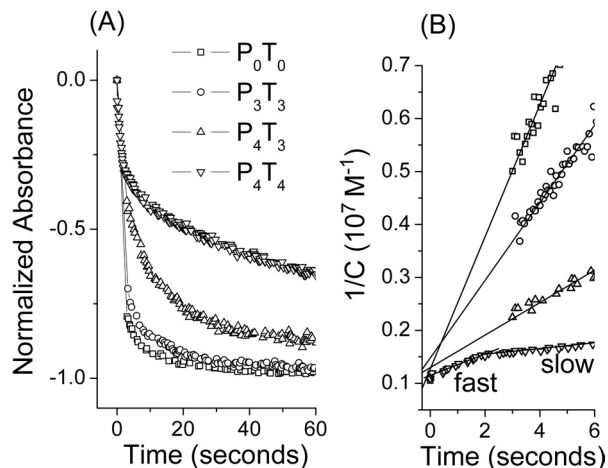 (A)
P₀T₀
P₃T₃
P₄T₃
P₄T₄
0.0
-0.5
-1.0
Normalized Absorbance
0 20 40 60
Time (seconds)
(B)
0.7
0.6
0.5
0.4
0.3
0.2
0.1
1/C (10⁷ M⁻¹)
fast
slow
0 2 4 6
Time (seconds)